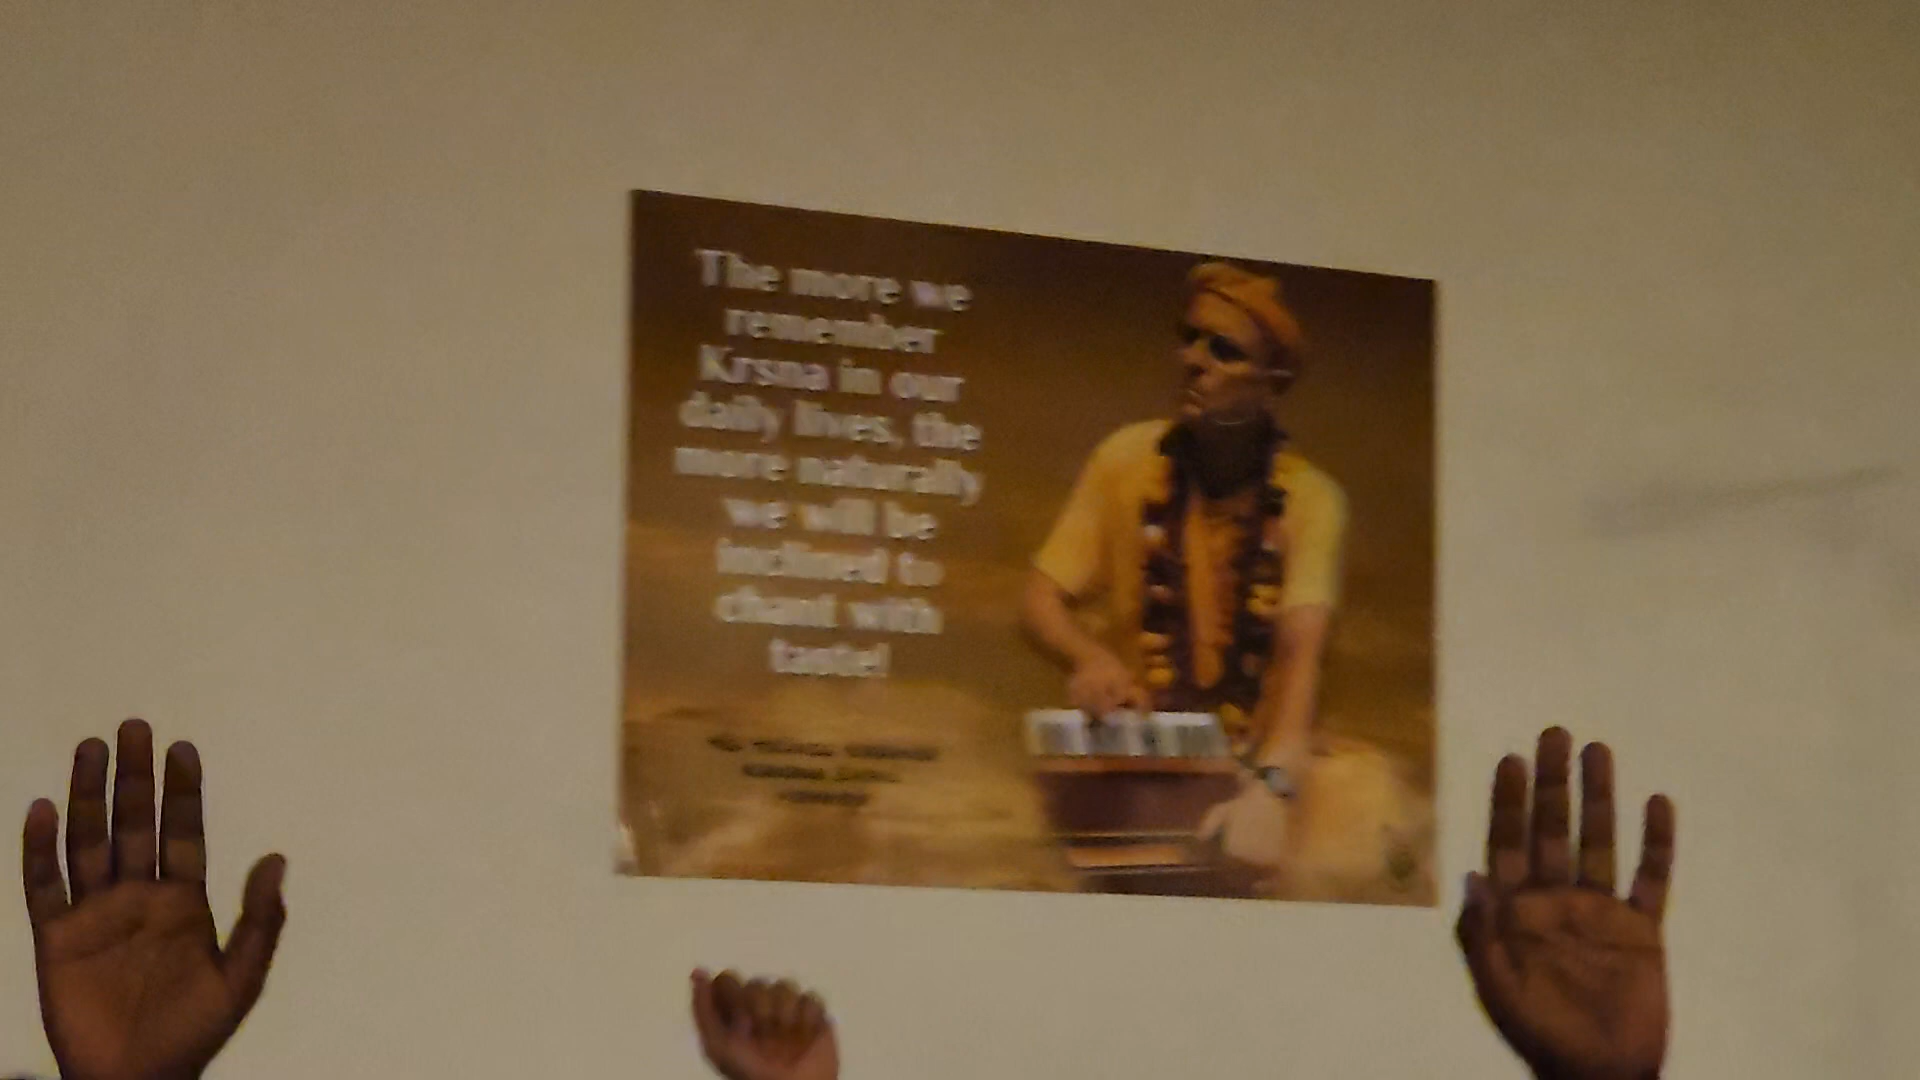 The more we
remember
Krsna in our
daily lives, the
more naturally
we will be
inclined to
chant with
taste!